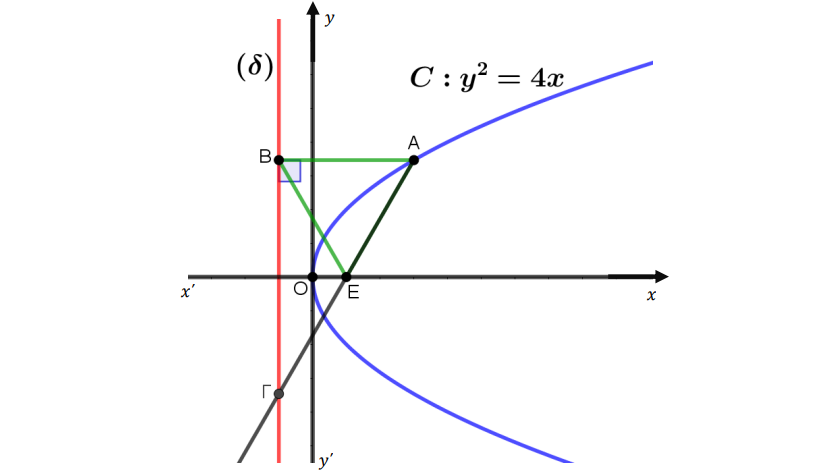 y
(δ)
C : y² = 4x
A
B
x′
O
E
x
Γ
y′